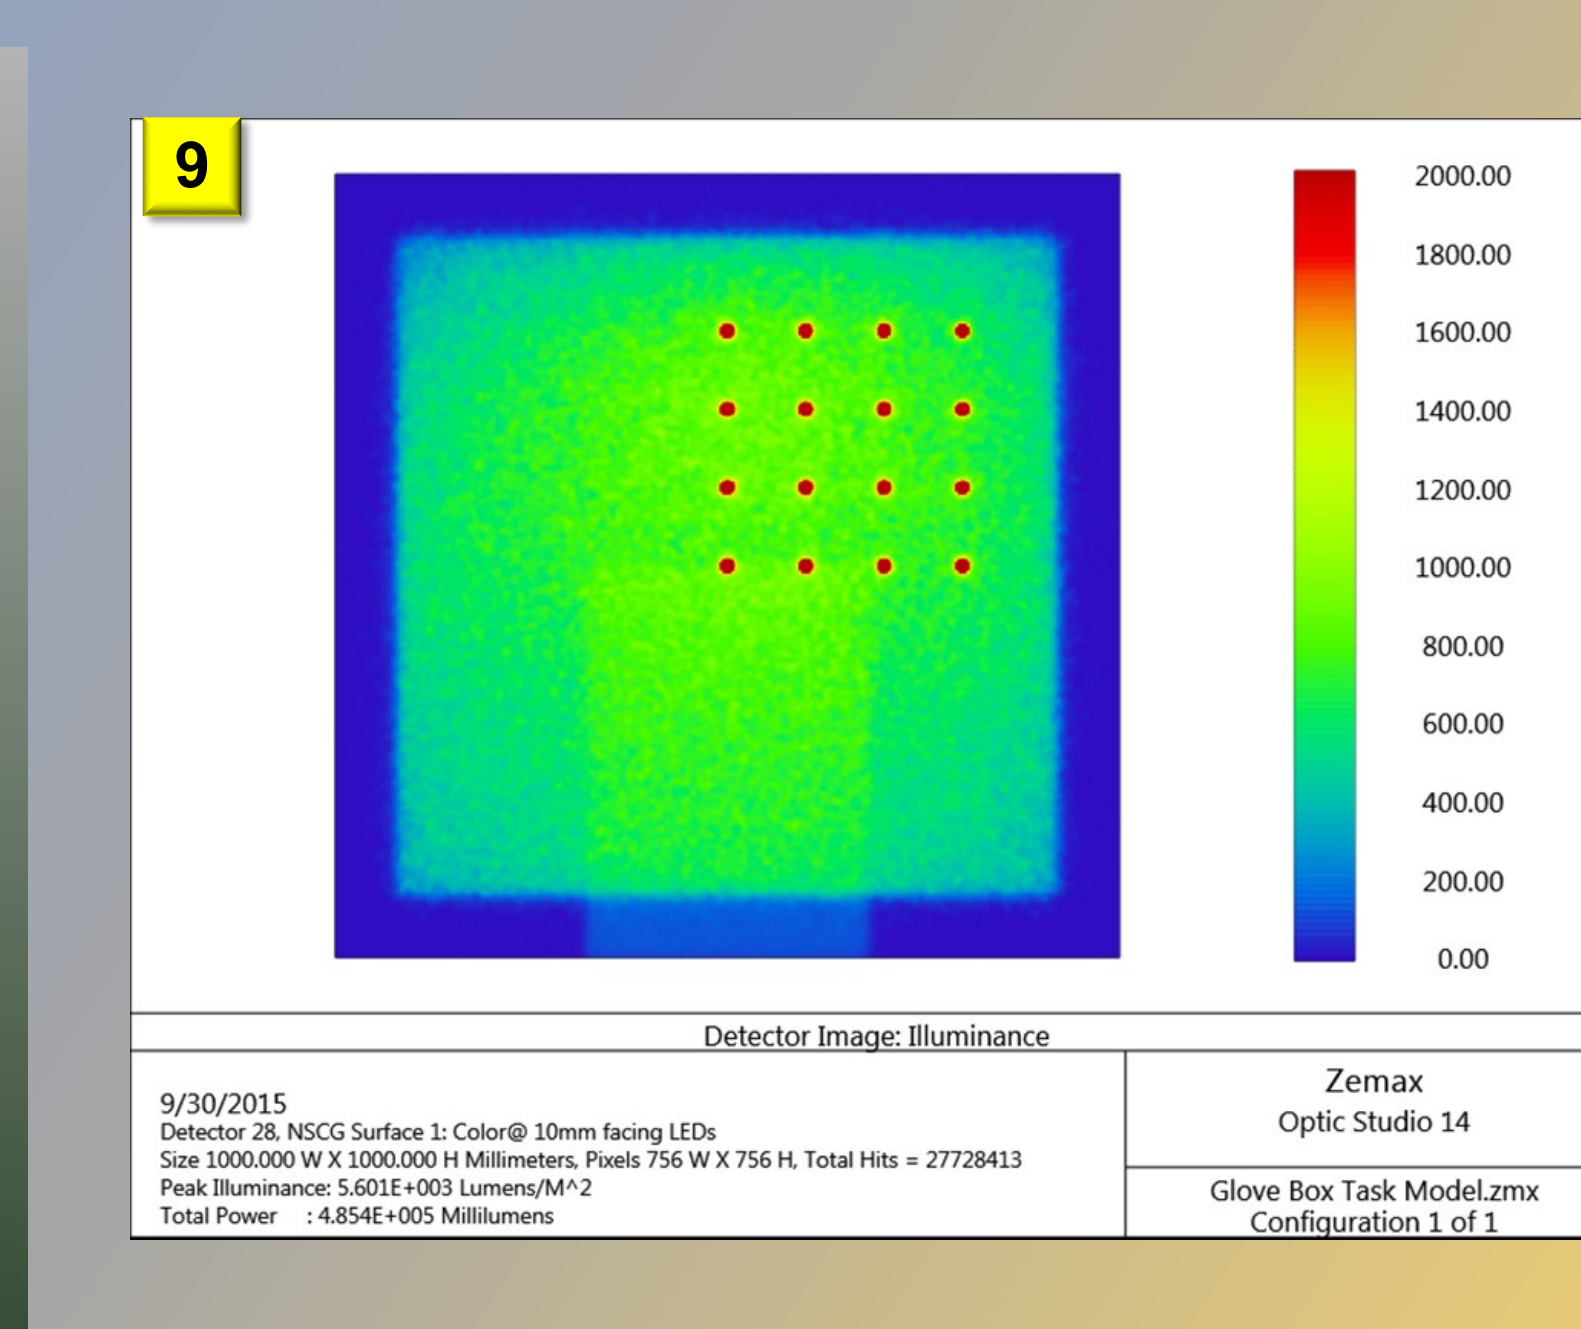 9
2000.00
1800.00
1600.00
1400.00
1200.00
1000.00
800.00
600.00
400.00
200.00
0.00
Detector Image: Illuminance
9/30/2015
Detector 28, NSCG Surface 1: Color@ 10mm facing LEDs
Size 1000.000 W X 1000.000 H Millimeters, Pixels 756 W X 756 H, Total Hits = 27728413
Peak Illuminance: 5.601E+003 Lumens/M^2
Total Power : 4.854E+005 Millilumens
Zemax
Optic Studio 14
Glove Box Task Model.zmx
Configuration 1 of 1